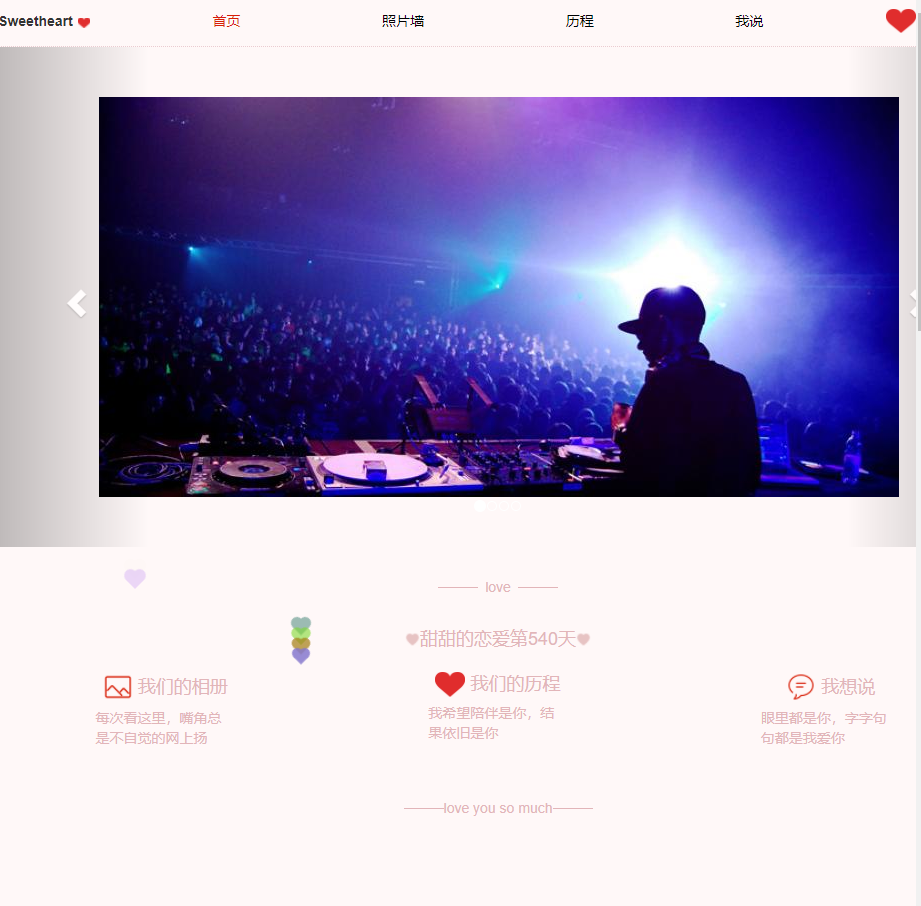 Sweetheart
首页
照片墙
历程
我说
love
甜甜的恋爱第540天
我们的相册
我们的历程
我想说
每次看这里，嘴角总
是不自觉的网上扬
我希望陪伴是你，结
果依旧是你
眼里都是你，字字句
句都是我爱你
love you so much